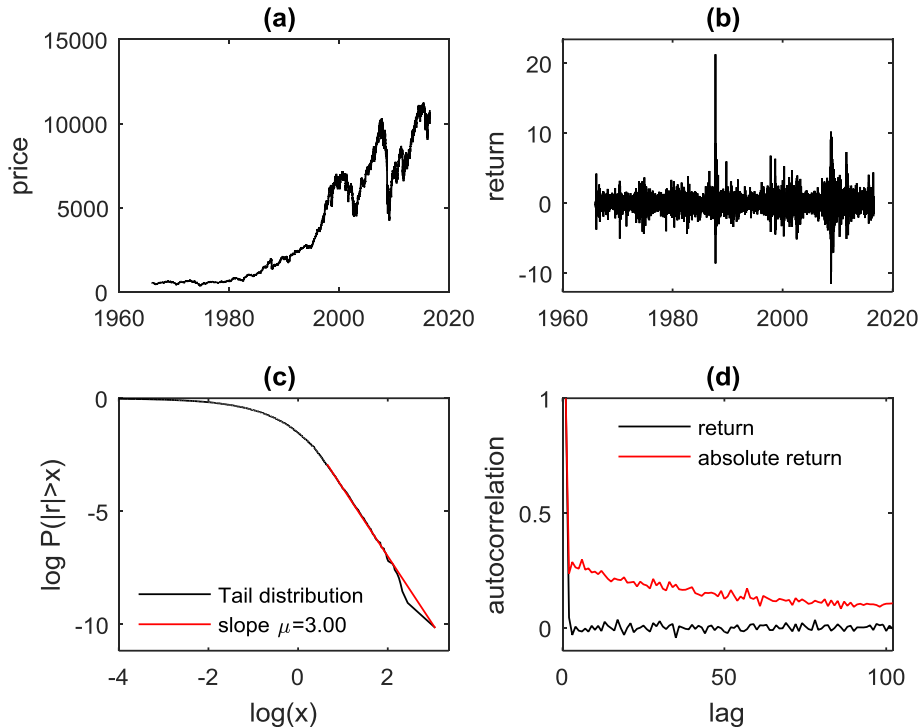 (a)
15000
10000
5000
0
price
1960
1980
2000
2020
(b)
20
10
0
-10
return
1960
1980
2000
2020
(c)
0
-5
-10
log P(|r|>x)
Tail distribution
slope μ=3.00
-4
-2
0
2
log(x)
(d)
1
0.5
0
autocorrelation
return
absolute return
0
50
100
lag